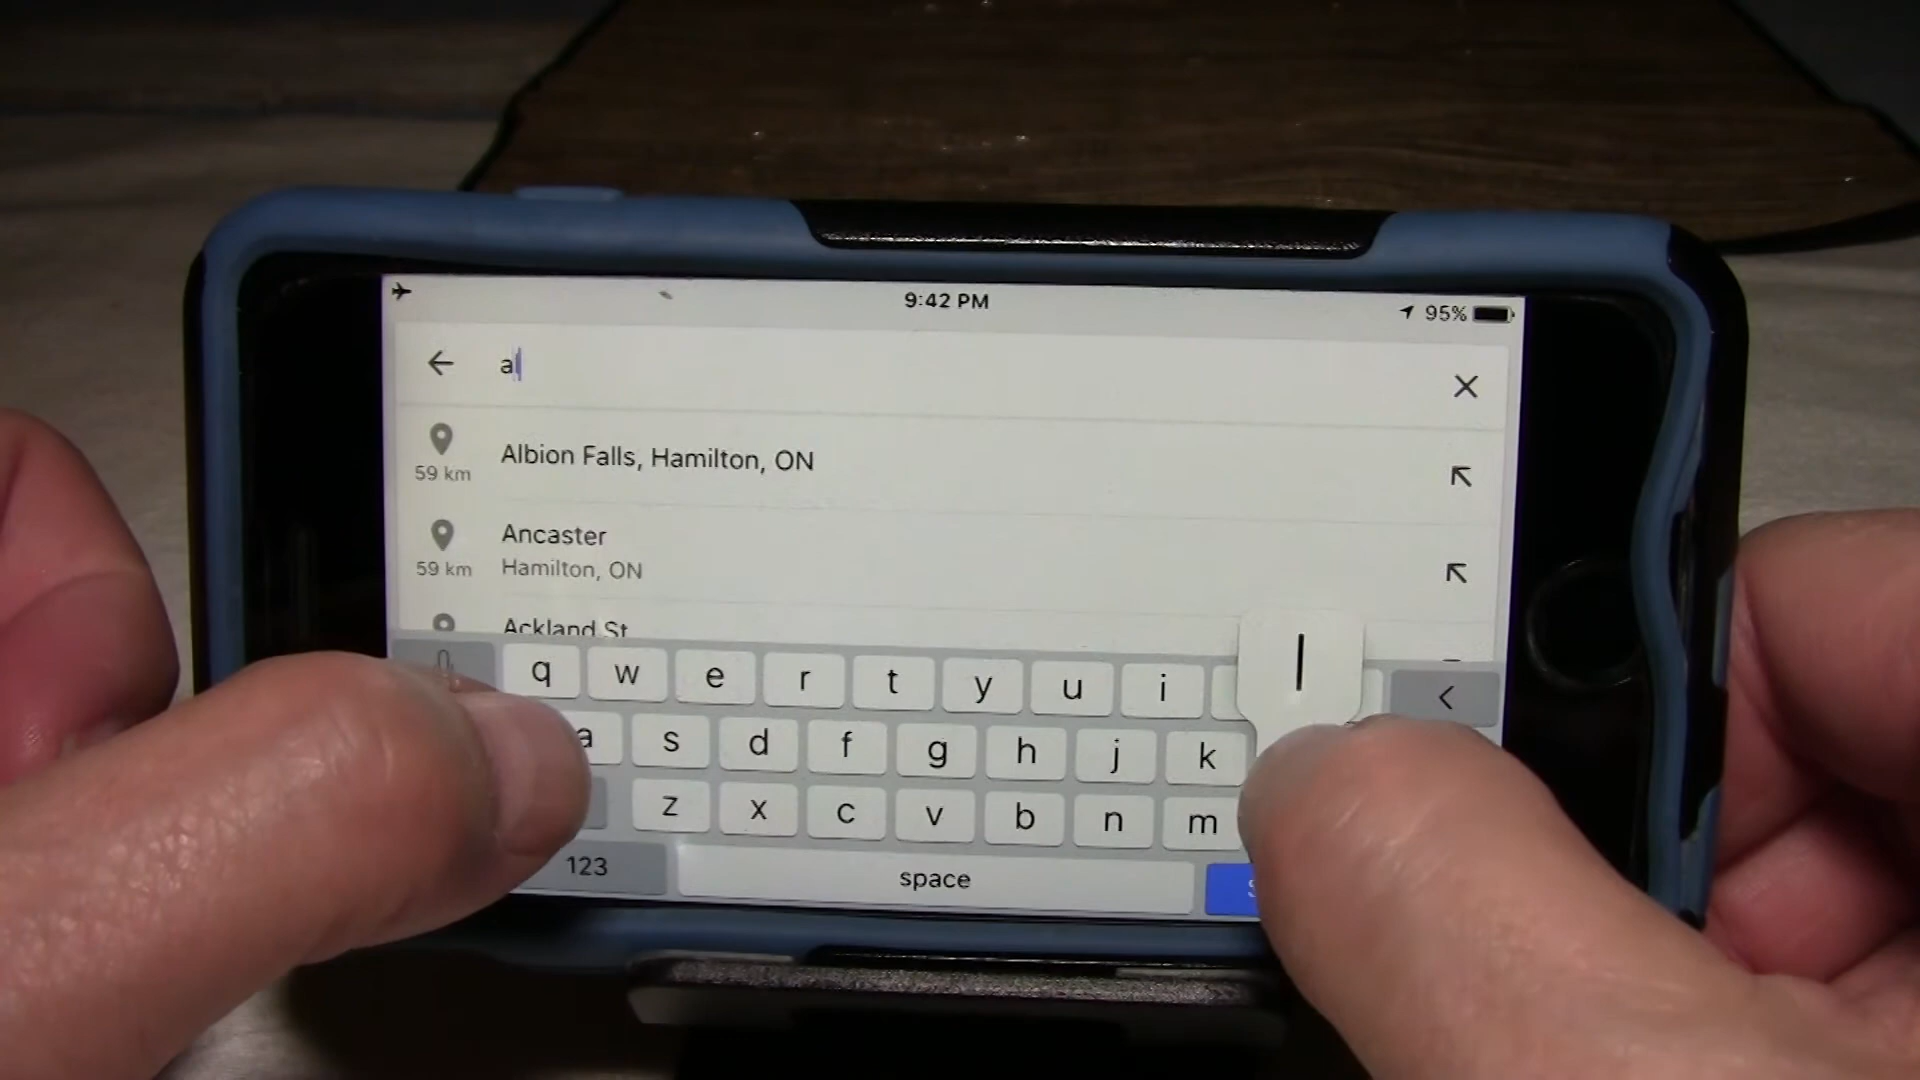 9:42 PM
95%
al
Albion Falls, Hamilton, ON
59 km
Ancaster
Hamilton, ON
59 km
Ackland St
q w e r t y u i
l
a s d f g h j k
z x c v b n m
123 space